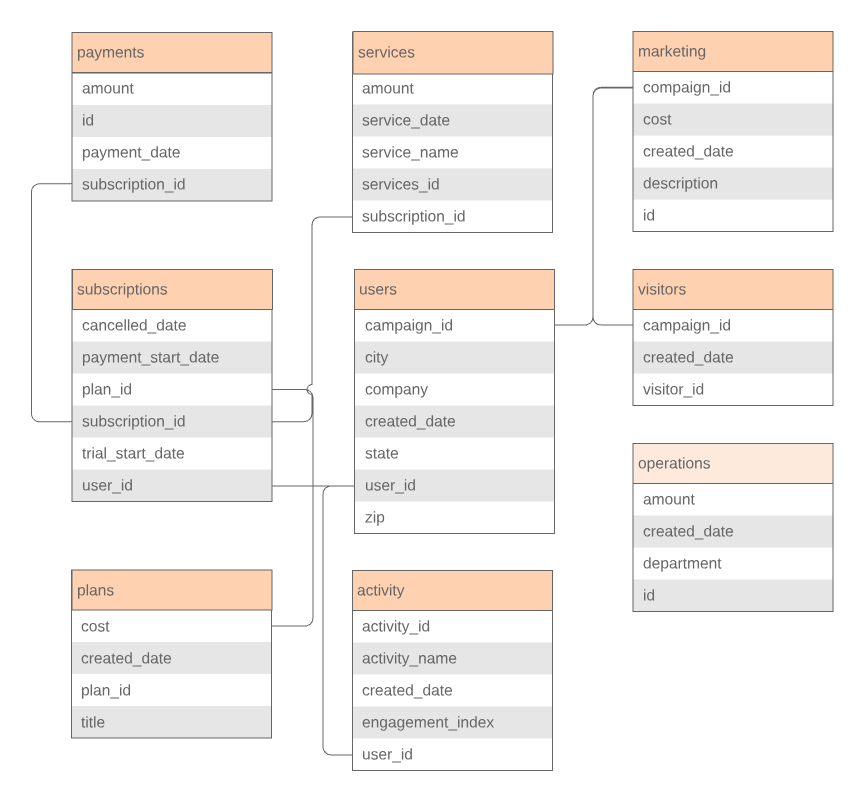 payments
amount
id
payment_date
subscription_id
services
amount
service_date
service_name
services_id
subscription_id
marketing
compaign_id
cost
created_date
description
id
subscriptions
cancelled_date
payment_start_date
plan_id
subscription_id
trial_start_date
user_id
users
campaign_id
city
company
created_date
state
user_id
zip
visitors
campaign_id
created_date
visitor_id
operations
amount
created_date
department
id
plans
cost
created_date
plan_id
title
activity
activity_id
activity_name
created_date
engagement_index
user_id